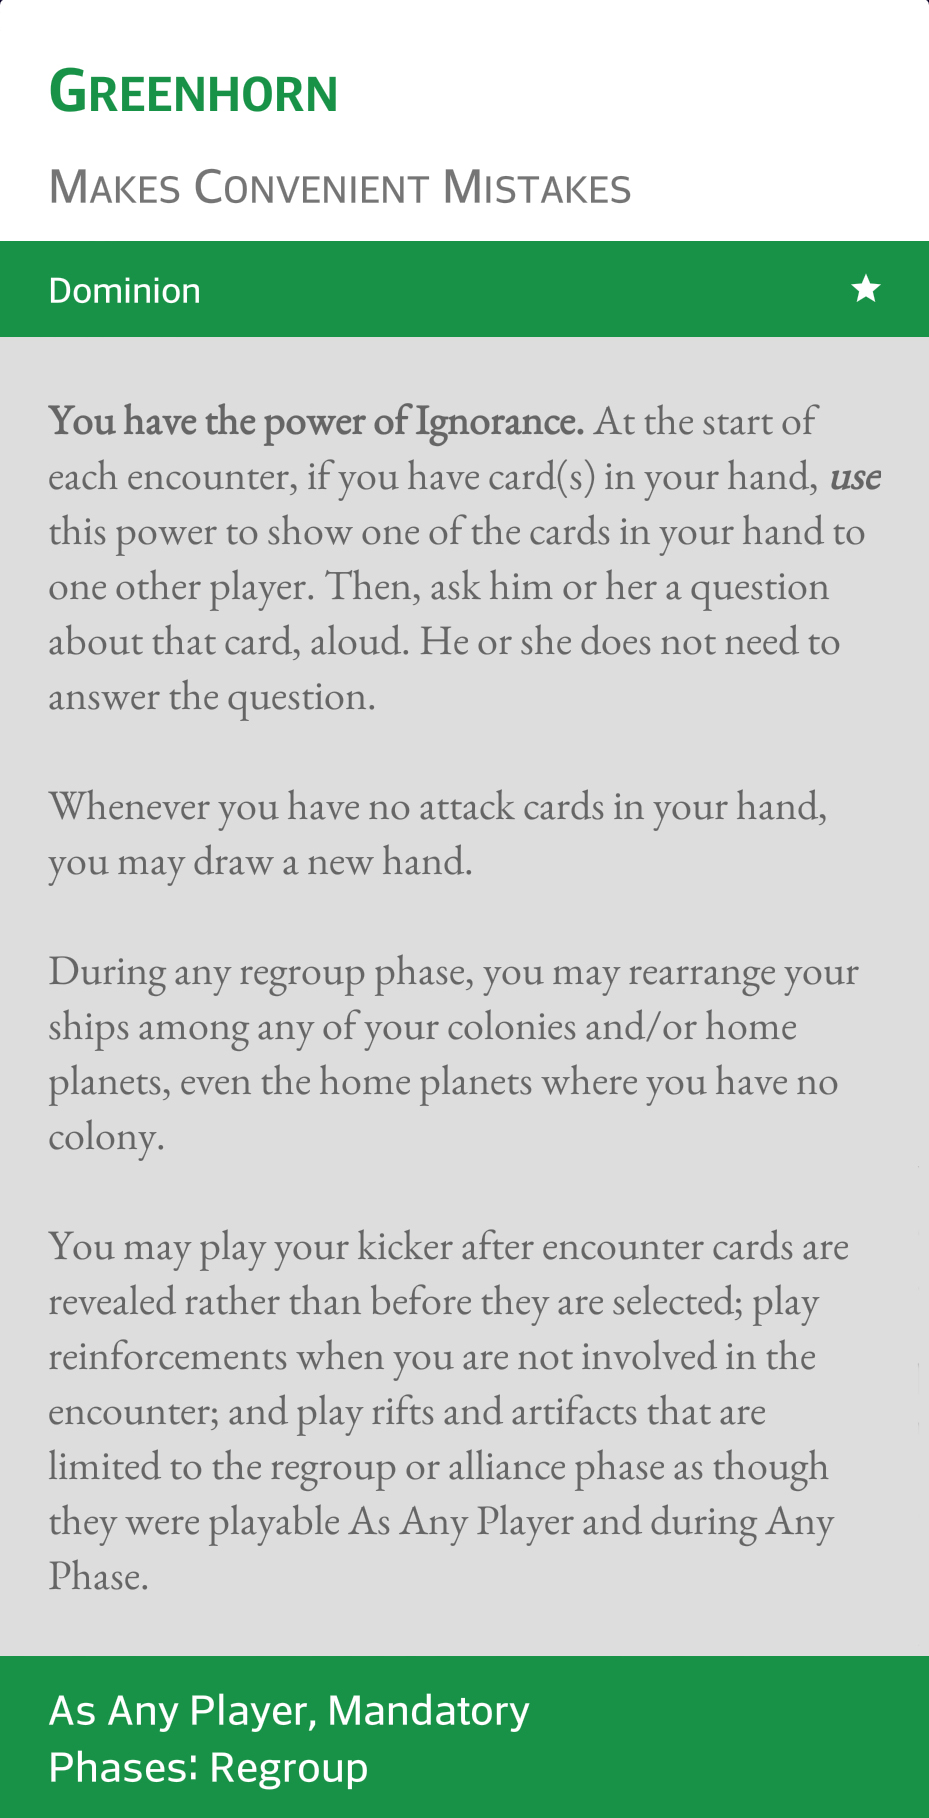 Greenhorn
Makes Convenient Mistakes
Dominion
You have the power of Ignorance. At the start of
each encounter, if you have card(s) in your hand, use
this power to show one of the cards in your hand to
one other player. Then, ask him or her a question
about that card, aloud. He or she does not need to
answer the question.
Whenever you have no attack cards in your hand,
you may draw a new hand.
During any regroup phase, you may rearrange your
ships among any of your colonies and/or home
planets, even the home planets where you have no
colony.
You may play your kicker after encounter cards are
revealed rather than before they are selected; play
reinforcements when you are not involved in the
encounter; and play rifts and artifacts that are
limited to the regroup or alliance phase as though
they were playable As Any Player and during Any
Phase.
As Any Player, Mandatory
Phases: Regroup